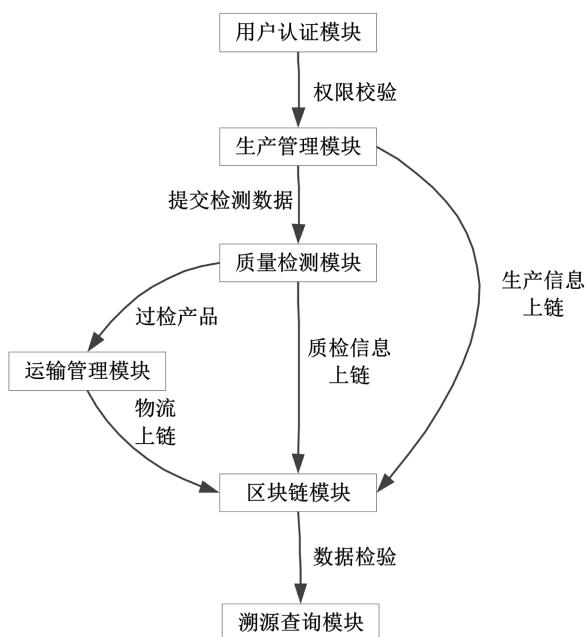 用户认证模块
权限校验
生产管理模块
提交检测数据
质量检测模块
生产信息
上链
过检产品
质检信息
上链
运输管理模块
物流
上链
区块链模块
数据检验
溯源查询模块